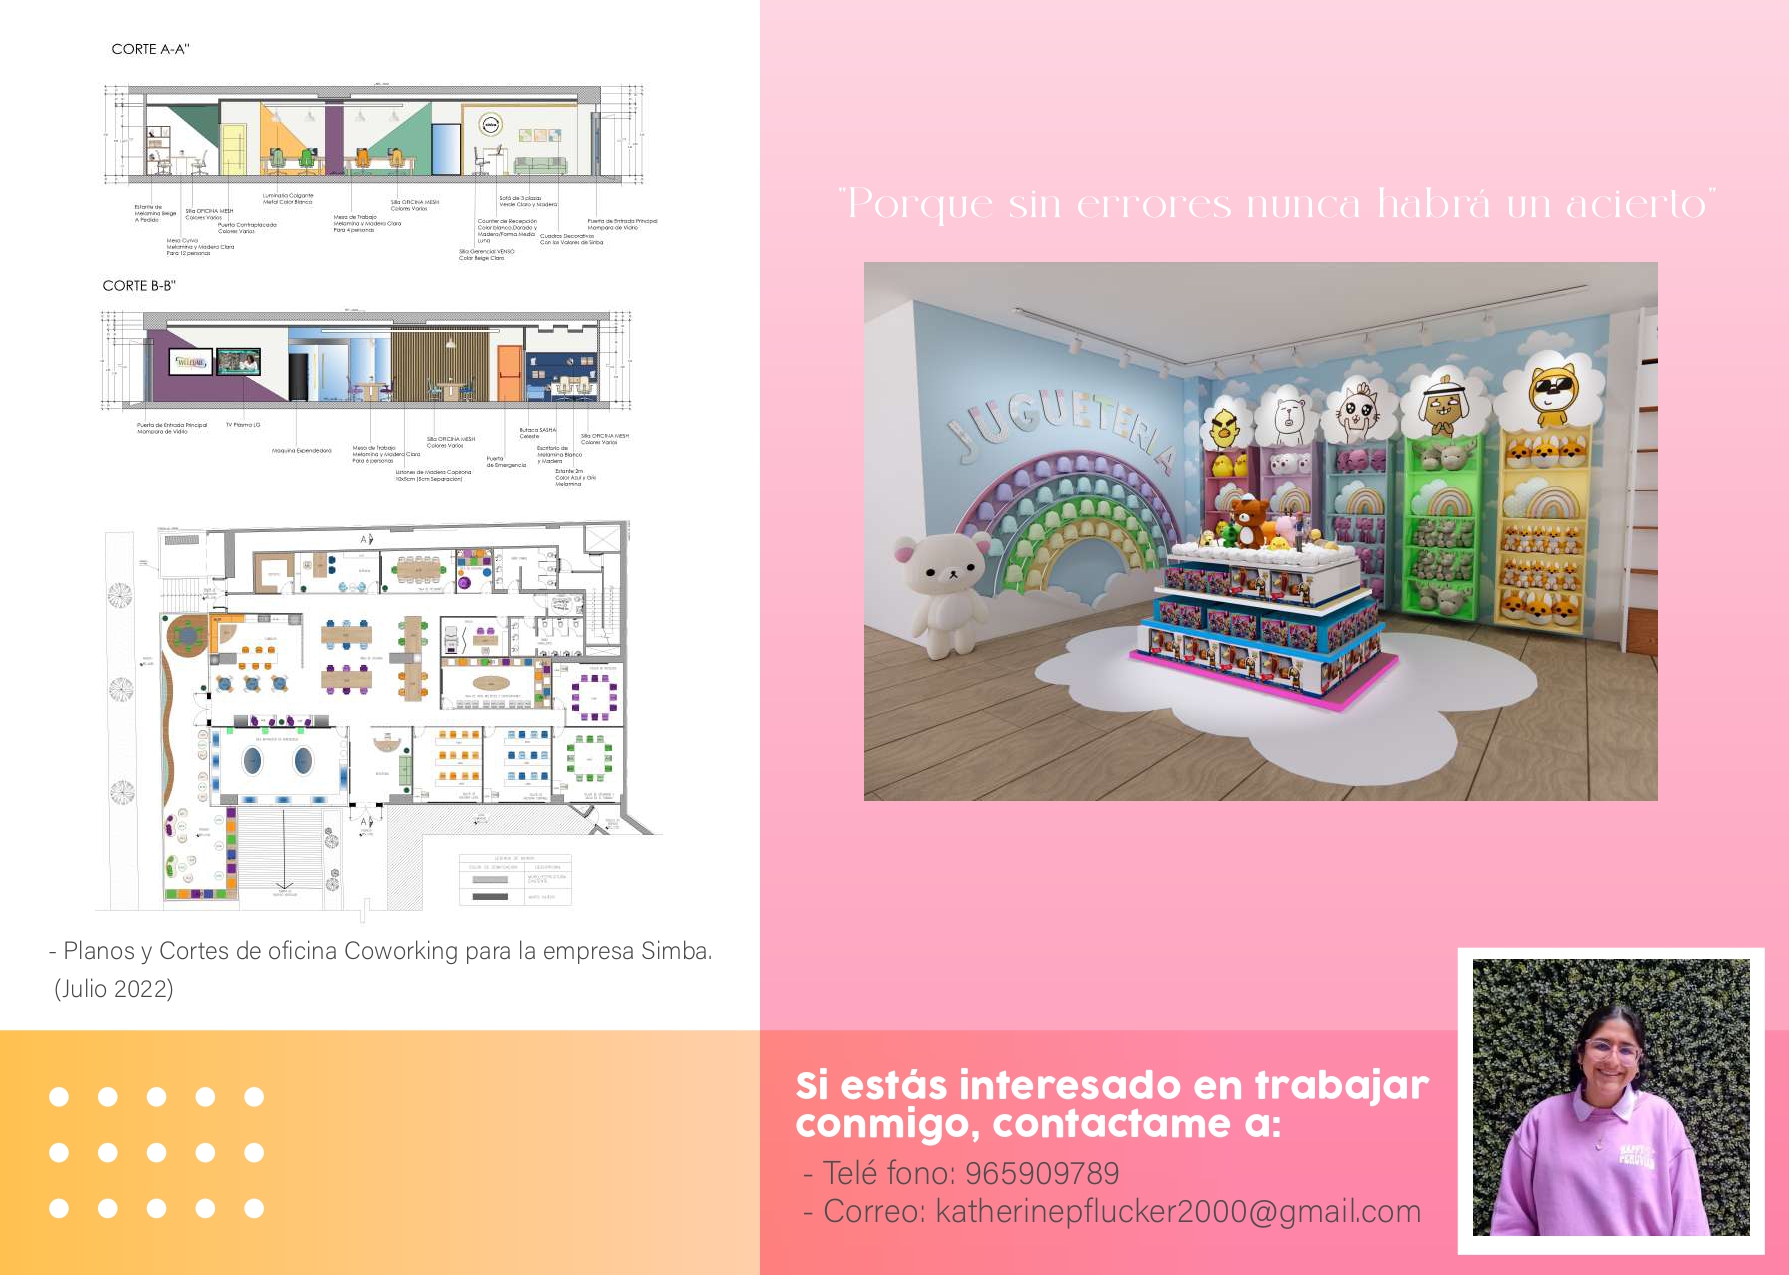 CORTE A-A"
Estante de
Melamina Beige
A Pedido
Silla OFICINA MESH
Colores Varios
Mesa Curva
Melamina y Madera Clara
Para 12 personas
Puerta Contraplacada
Colores Varios
Luminaria Colgante
Metal Color Blanco
Mesa de Trabajo
Melamina y Madera Clara
Para 4 personas
Silla OFICINA MESH
Colores Varios
Sofá de 3 plazas
Verde Claro y Madera
Counter de Recepción
Color blanco, Dorado y
Madera/Forma Media
Luna
Silla Gerencial VENSO
Color Beige Claro
Cuadros Decorativos
Con los Valores de Simba
Puerta de Entrada Principal
Mampara de Vidrio
CORTE B-B"
Puerta de Entrada Principal
Mampara de Vidrio
TV Plasma LG
Maquina Expendedora
Mesa de Trabajo
Melamina y Madera Clara
Para 6 personas
Listones de Madera Capirona
10x5cm (5cm Separacion)
Silla OFICINA MESH
Colores Varios
Puerta
de Emergencia
Butaca SASHA
Celeste
Escritorio de
Melamina Blanco
y Madera
Estante 2m
Color Azul y Gris
Melamina
Silla OFICINA MESH
Colores Varios
A
A
- Planos y Cortes de oficina Coworking para la empresa Simba.
(Julio 2022)
"Porque sin errores nunca habrá un acierto"
JUGUETERIA
Si estás interesado en trabajar
conmigo, contactame a:
- Telé fono: 965909789
- Correo: katherinepflucker2000@gmail.com
HAPPY
PERUVIAN